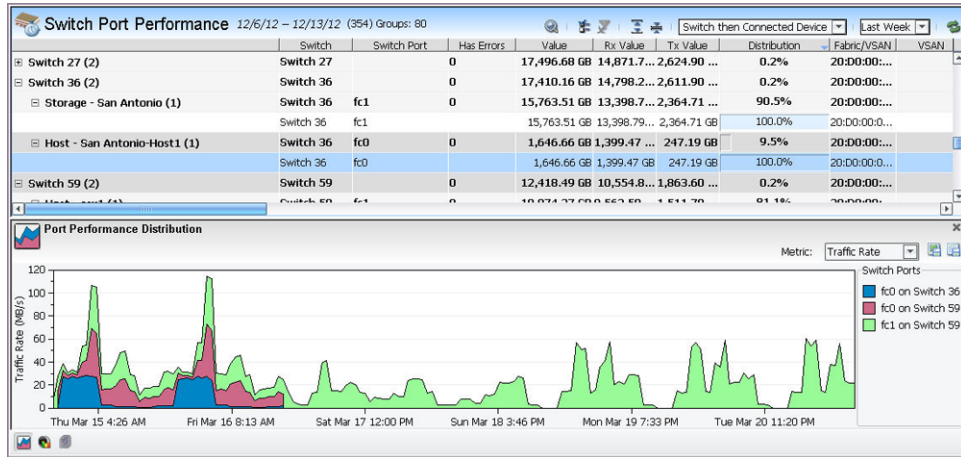 Switch Port Performance 12/6/12 – 12/13/12 (354) Groups: 80 Switch then Connected Device Last Week
Switch Switch Port Has Errors Value Rx Value Tx Value Distribution Fabric/VSAN VSAN
Switch 27 (2) Switch 27 0 17,496.68 GB 14,871.7... 2,624.90 ... 0.2% 20:D0:00:...
Switch 36 (2) Switch 36 0 17,410.16 GB 14,798.2... 2,611.90 ... 0.2% 20:D0:00:...
Storage - San Antonio (1) Switch 36 fc1 0 15,763.51 GB 13,398.7... 2,364.71 ... 90.5% 20:D0:00:...
Switch 36 fc1 15,763.51 GB 13,398.79... 2,364.71 GB 100.0% 20:D0:00:0...
Host - San Antonio-Host1 (1) Switch 36 fc0 0 1,646.66 GB 1,399.47 ... 247.19 GB 9.5% 20:D0:00:...
Switch 36 fc0 1,646.66 GB 1,399.47 GB 247.19 GB 100.0% 20:D0:00:0...
Switch 59 (2) Switch 59 0 12,418.49 GB 10,554.8... 1,863.60 ... 0.2% 20:D0:00:...
Switch 59 fc1 0
Port Performance Distribution
Metric: Traffic Rate
Switch Ports
fc0 on Switch 36
fc0 on Switch 59
fc1 on Switch 59
Traffic Rate (MB/s)
120
100
80
60
40
20
0
Thu Mar 15 4:26 AM Fri Mar 16 8:13 AM Sat Mar 17 12:00 PM Sun Mar 18 3:46 PM Mon Mar 19 7:33 PM Tue Mar 20 11:20 PM